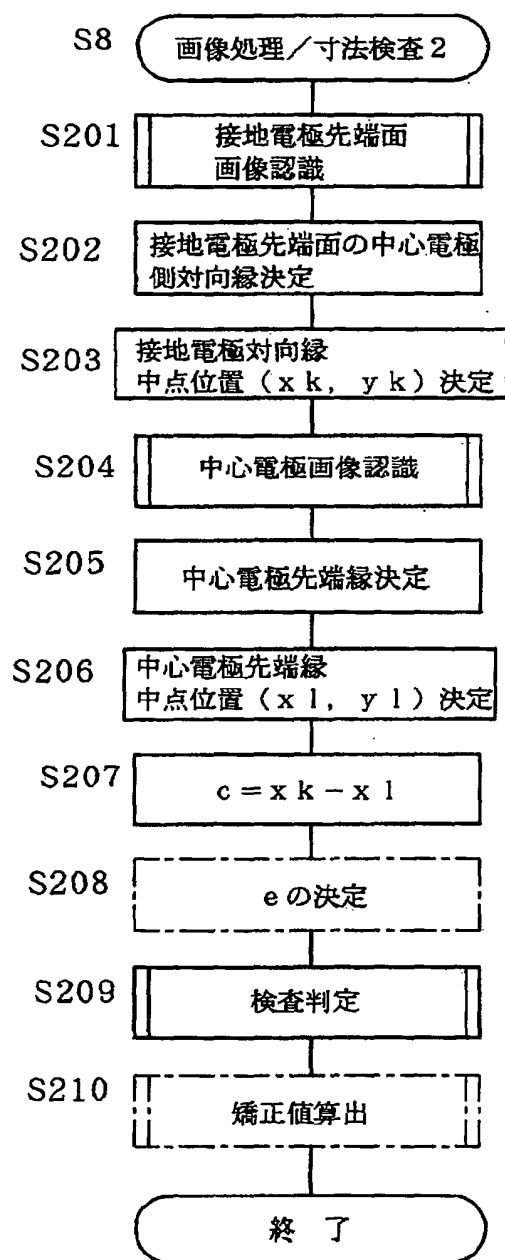 S8 画像処理／寸法検査2
S201 接地電極先端面
画像認識
S202 接地電極先端面の中心電極
側対向縁決定
S203 接地電極対向縁
中点位置（xk, yk）決定
S204 中心電極画像認識
S205 中心電極先端縁決定
S206 中心電極先端縁
中点位置（xl, yl）決定
S207 c＝xk－xl
S208 eの決定
S209 検査判定
S210 矯正値算出
終 了